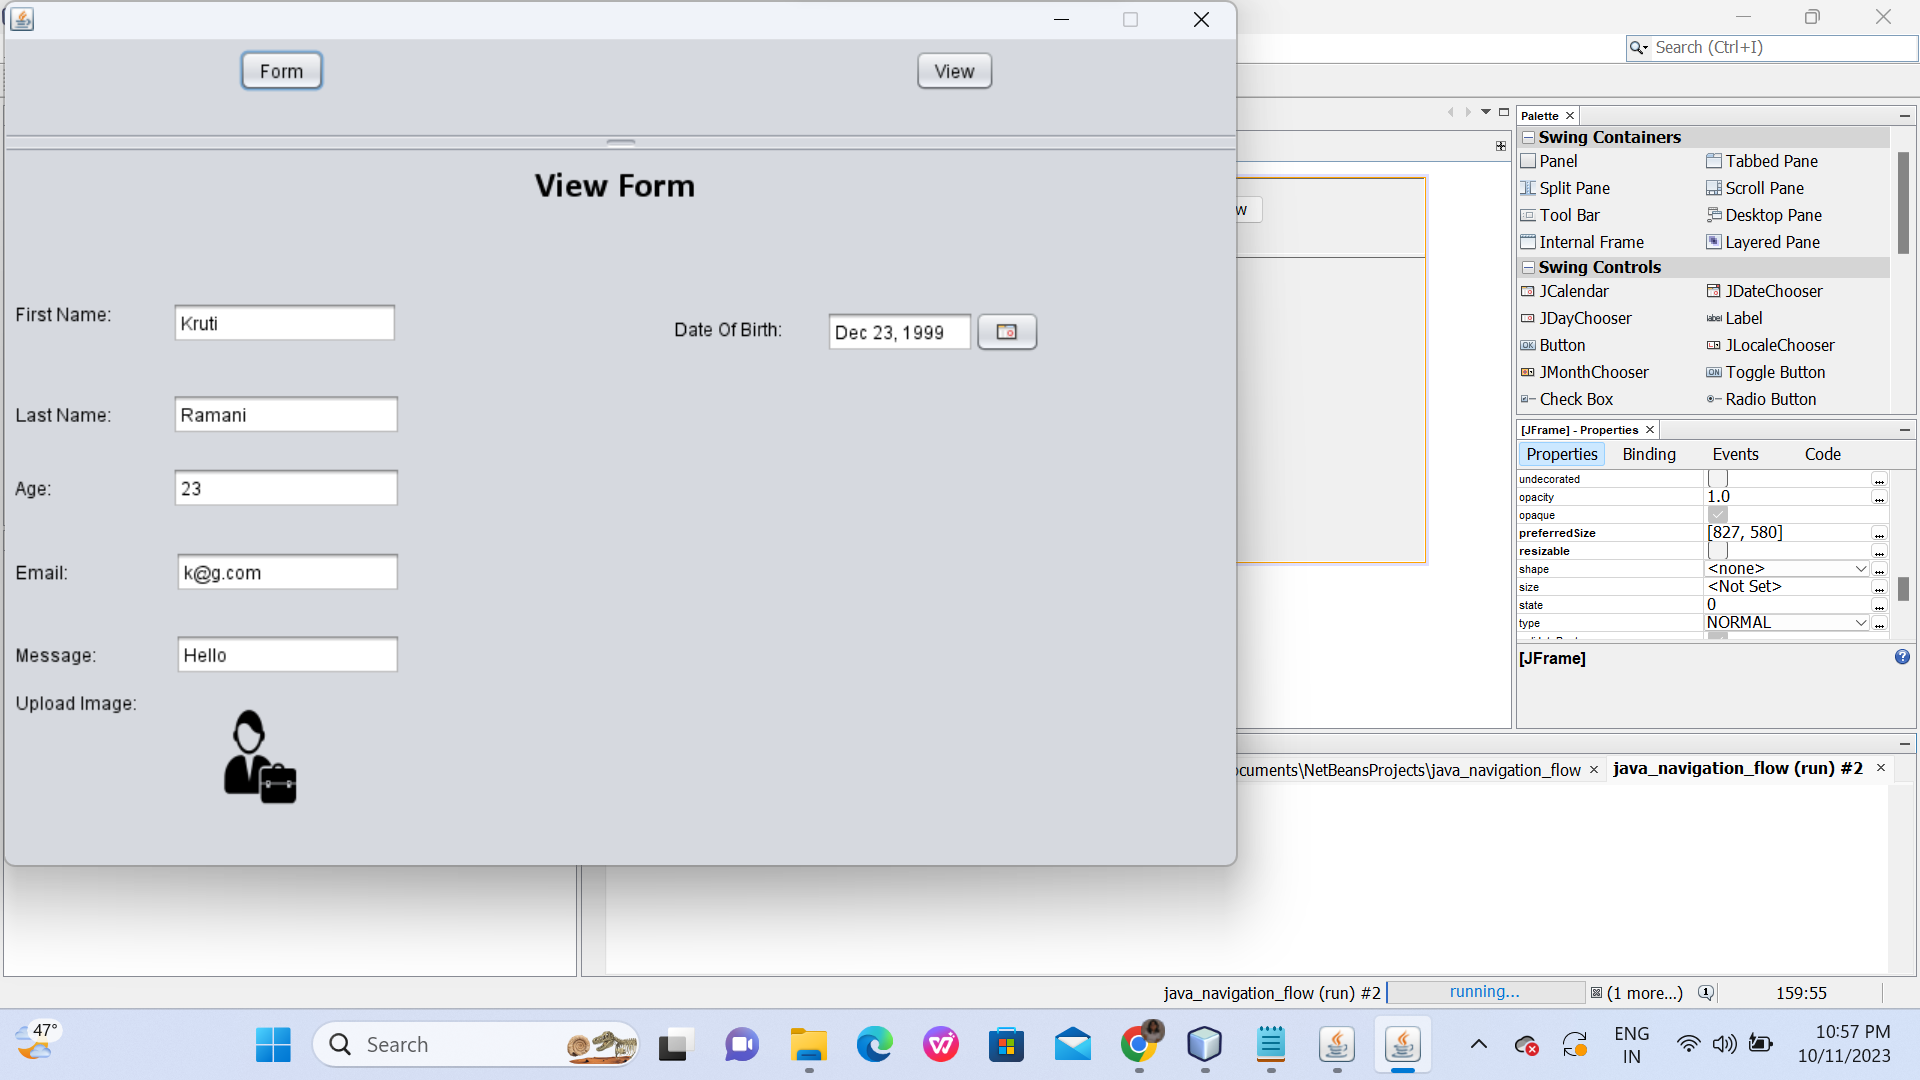 Form
View
View Form
First Name:
Kruti
Date Of Birth:
Dec 23, 1999
Last Name:
Ramani
Age:
23
Email:
k@g.com
Message:
Hello
Upload Image:
Search (Ctrl+I)
w
Palette
Swing Containers
Panel
Tabbed Pane
Split Pane
Scroll Pane
Tool Bar
Desktop Pane
Internal Frame
Layered Pane
Swing Controls
JCalendar
JDateChooser
JDayChooser
label Label
OK Button
JLocaleChooser
JMonthChooser
ON Toggle Button
Check Box
Radio Button
[JFrame] - Properties
Properties
Binding
Events
Code
undecorated
...
opacity
1.0
...
opaque
preferredSize
[827, 580]
...
resizable
...
shape
<none>
...
size
<Not Set>
...
state
0
...
type
NORMAL
...
[JFrame]
?
ocuments\NetBeansProjects\java_navigation_flow
java_navigation_flow (run) #2
java_navigation_flow (run) #2
running...
(1 more...)
1
159:55
47°
Search
ENG
IN
10:57 PM
10/11/2023